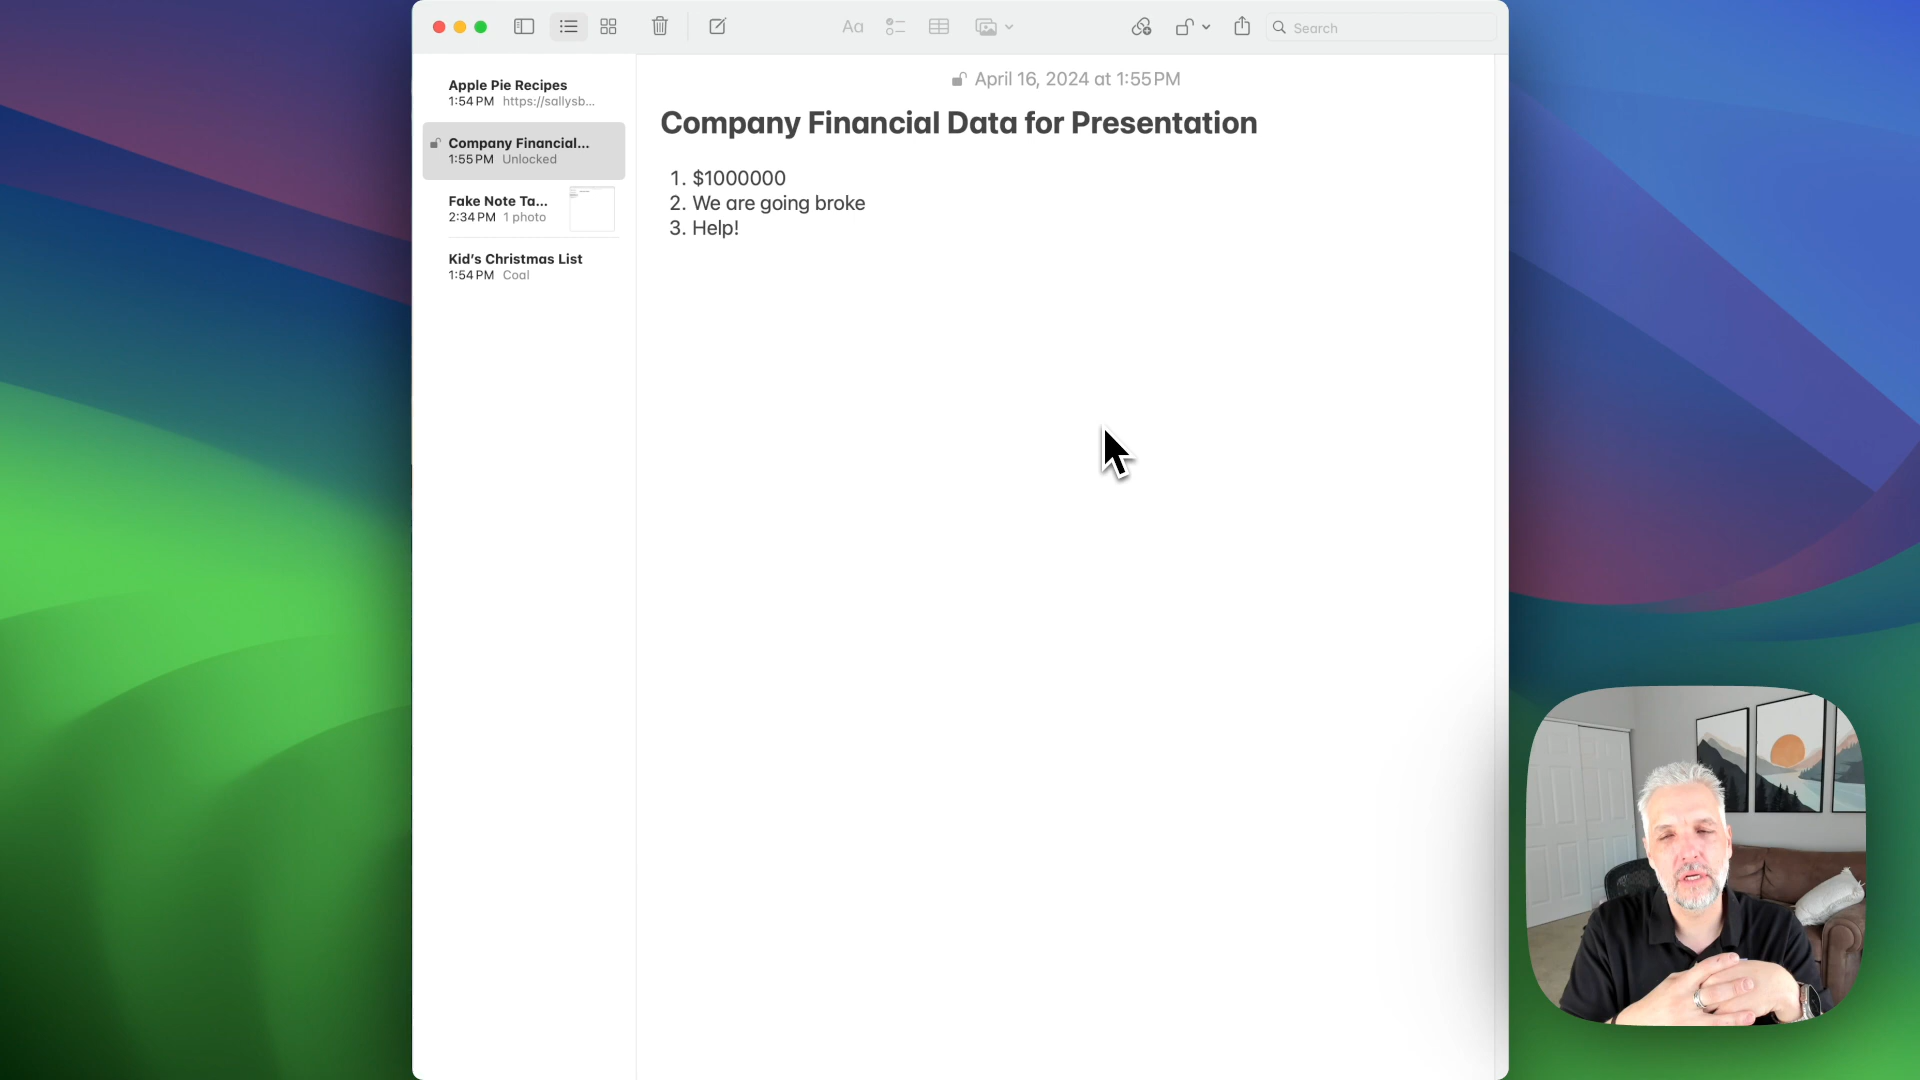 Aa
Search
Apple Pie Recipes
1:54 PM https://sallysb...
Company Financial...
1:55 PM Unlocked
Fake Note Ta...
2:34 PM 1 photo
Kid's Christmas List
1:54 PM Coal
April 16, 2024 at 1:55 PM
Company Financial Data for Presentation
1. $1000000
2. We are going broke
3. Help!